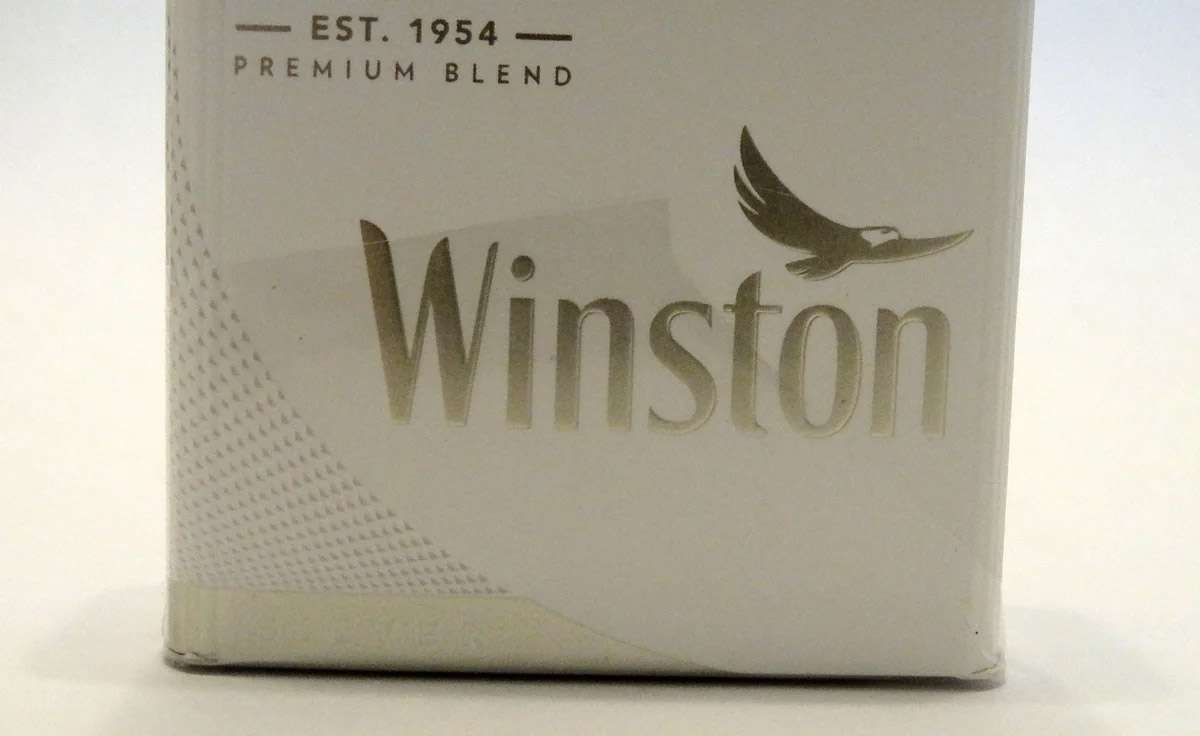 EST. 1954
PREMIUM BLEND
Winston